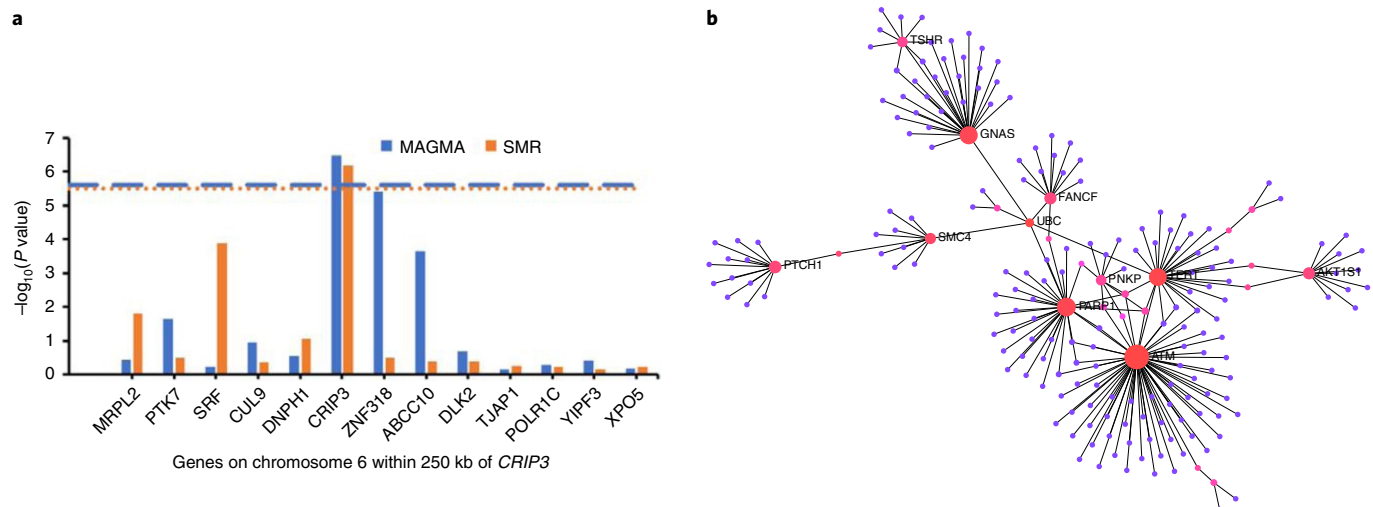 a
b
7
6
5
4
3
2
1
0
–log10(P value)
MAGMA
SMR
MRPL2
PTK7
SRF
CUL9
DNPH1
CRIP3
ZNF318
ABCC10
DLK2
TJAP1
POLR1C
YIPF3
XPO5
Genes on chromosome 6 within 250 kb of CRIP3
TSHR
GNAS
FANCF
UBC
SMC4
PTCH1
PNKP
TERT
AKT1S1
PARP1
ATM